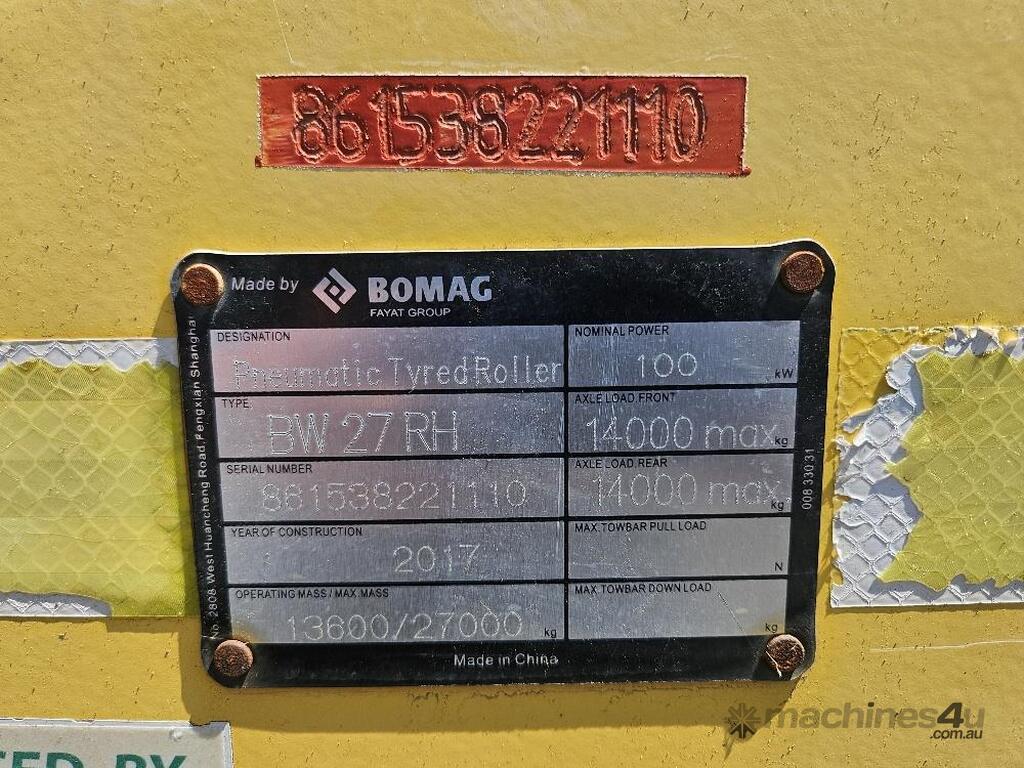 861538221110
Made by BOMAG
FAYAT GROUP
DESIGNATION
Pneumatic Tyred Roller
NOMINAL POWER
100 kW
TYPE
BW 27 RH
AXLE LOAD, FRONT
14000 max kg
SERIAL NUMBER
861538221110
AXLE LOAD, REAR
14000 max kg
YEAR OF CONSTRUCTION
2017
MAX.TOWBAR PULL LOAD
N
OPERATING MASS / MAX.MASS
13600/27000 kg
MAX.TOWBAR DOWN LOAD
kg
Made in China
No. 2808 West Huancheng Road, Fengxian Shanghai
008 330 31
BY
machines4u
.com.au